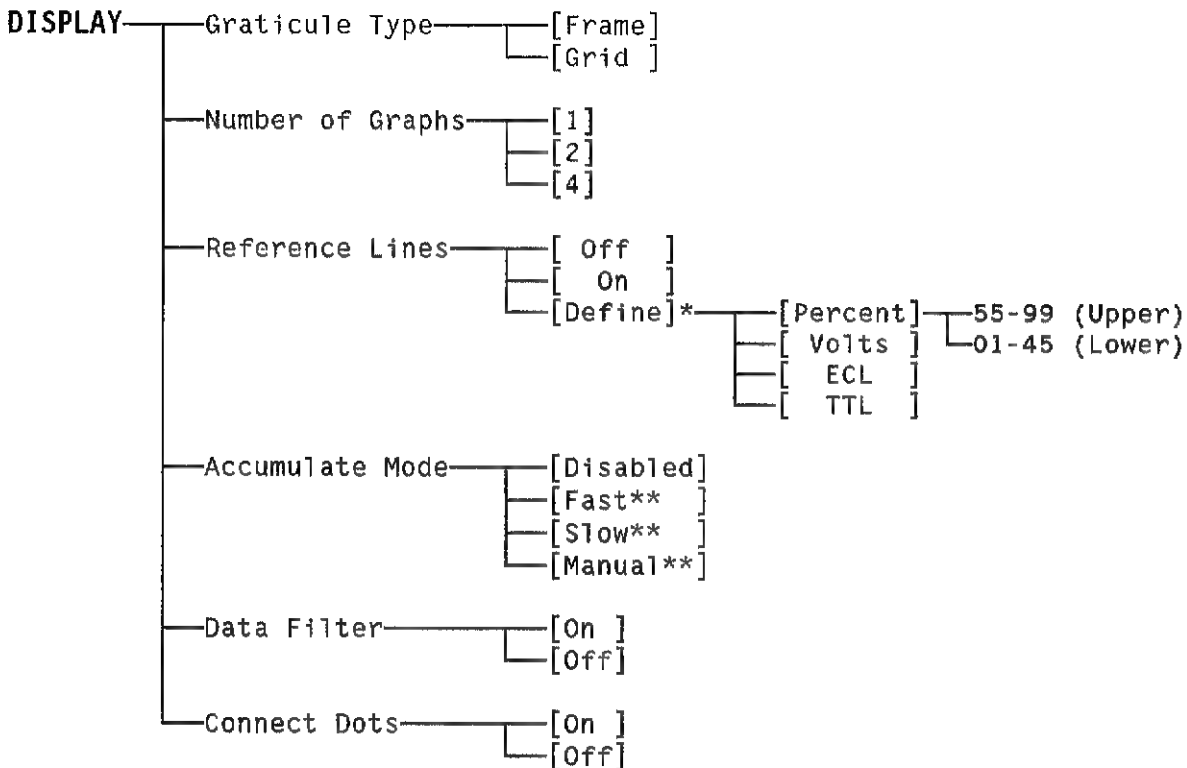 DISPLAY Graticule Type [Frame]
[Grid ]
Number of Graphs [1]
[2]
[4]
Reference Lines [ Off ]
[ On ]
[Define]* [Percent] 55-99 (Upper)
[ Volts ] 01-45 (Lower)
[ ECL ]
[ TTL ]
Accumulate Mode [Disabled]
[Fast** ]
[Slow** ]
[Manual**]
Data Filter [On ]
[Off]
Connect Dots [On ]
[Off]